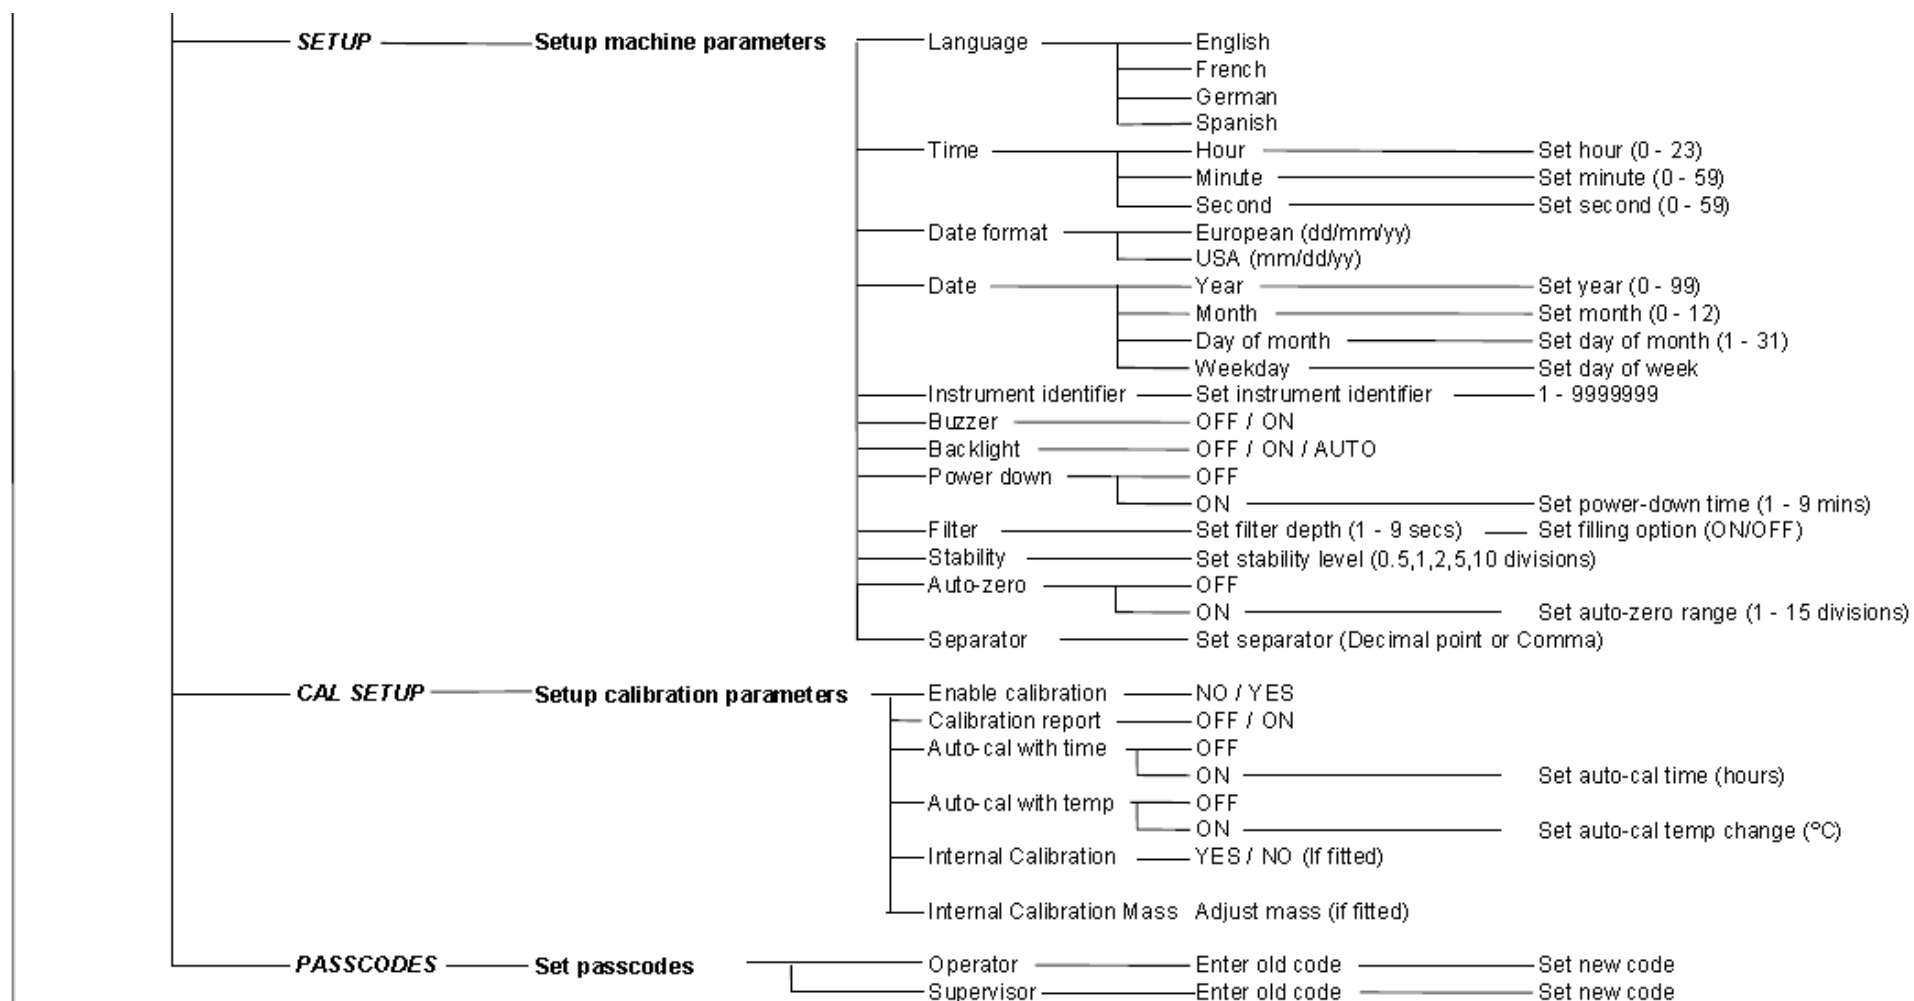 SETUP Setup machine parameters Language English
French
German
Spanish
Time Hour Set hour (0 - 23)
Minute Set minute (0 - 59)
Second Set second (0 - 59)
Date format European (dd/mm/yy)
USA (mm/dd/yy)
Date Year Set year (0 - 99)
Month Set month (0 - 12)
Day of month Set day of month (1 - 31)
Weekday Set day of week
Instrument identifier Set instrument identifier 1 - 9999999
Buzzer OFF / ON
Backlight OFF / ON / AUTO
Power down OFF
ON Set power-down time (1 - 9 mins)
Filter Set filter depth (1 - 9 secs) Set filling option (ON/OFF)
Stability Set stability level (0.5,1,2,5,10 divisions)
Auto-zero OFF
ON Set auto-zero range (1 - 15 divisions)
Separator Set separator (Decimal point or Comma)
CAL SETUP Setup calibration parameters Enable calibration NO / YES
Calibration report OFF / ON
Auto-cal with time OFF
ON Set auto-cal time (hours)
Auto-cal with temp OFF
ON Set auto-cal temp change (°C)
Internal Calibration YES / NO (If fitted)
Internal Calibration Mass Adjust mass (if fitted)
PASSCODES Set passcodes Operator Enter old code Set new code
Supervisor Enter old code Set new code